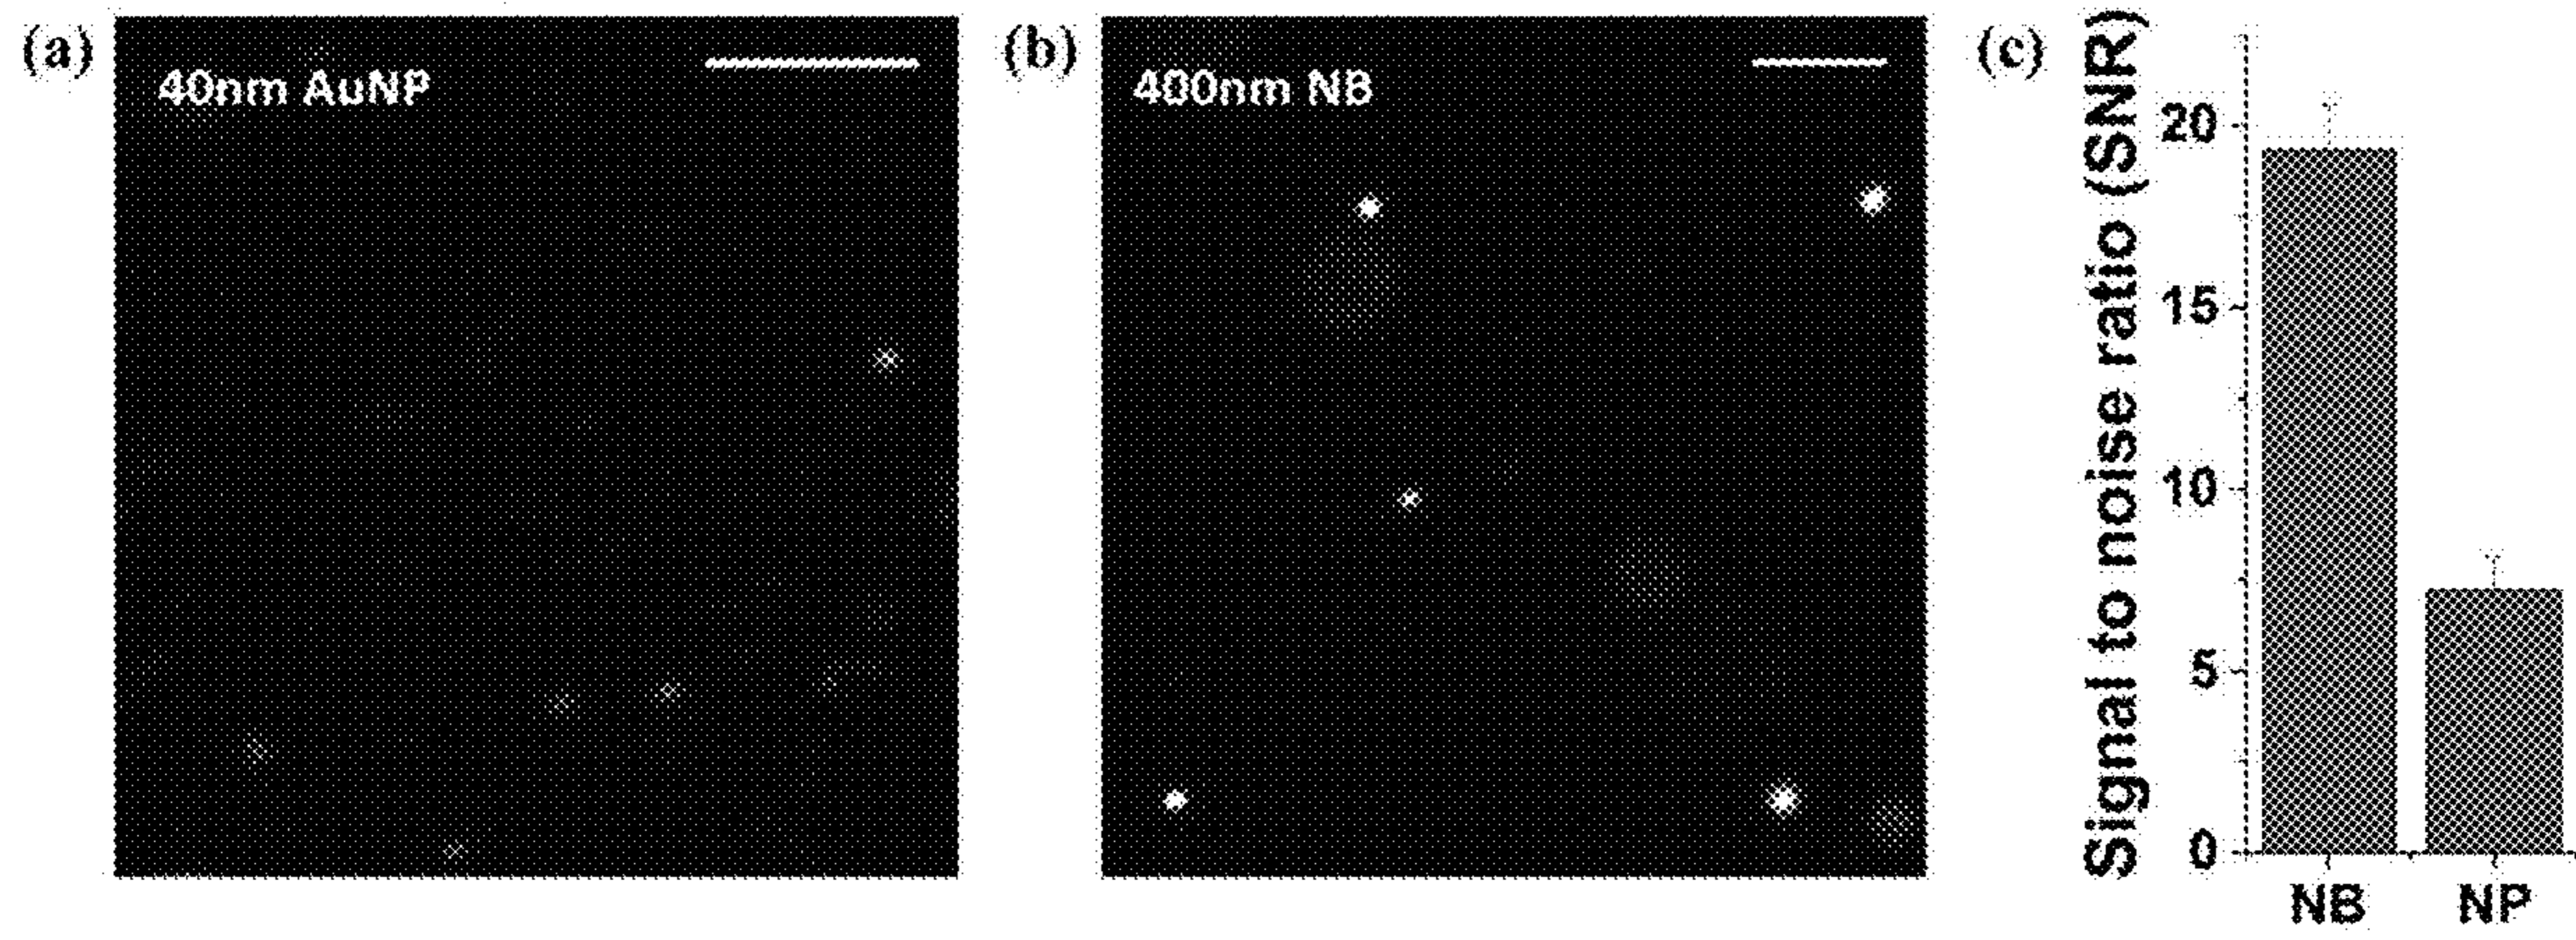 (a)
40nm AuNP
(b)
400nm NB
(c)
Signal to noise ratio (SNR)
20
15
10
5
0
NB
NP